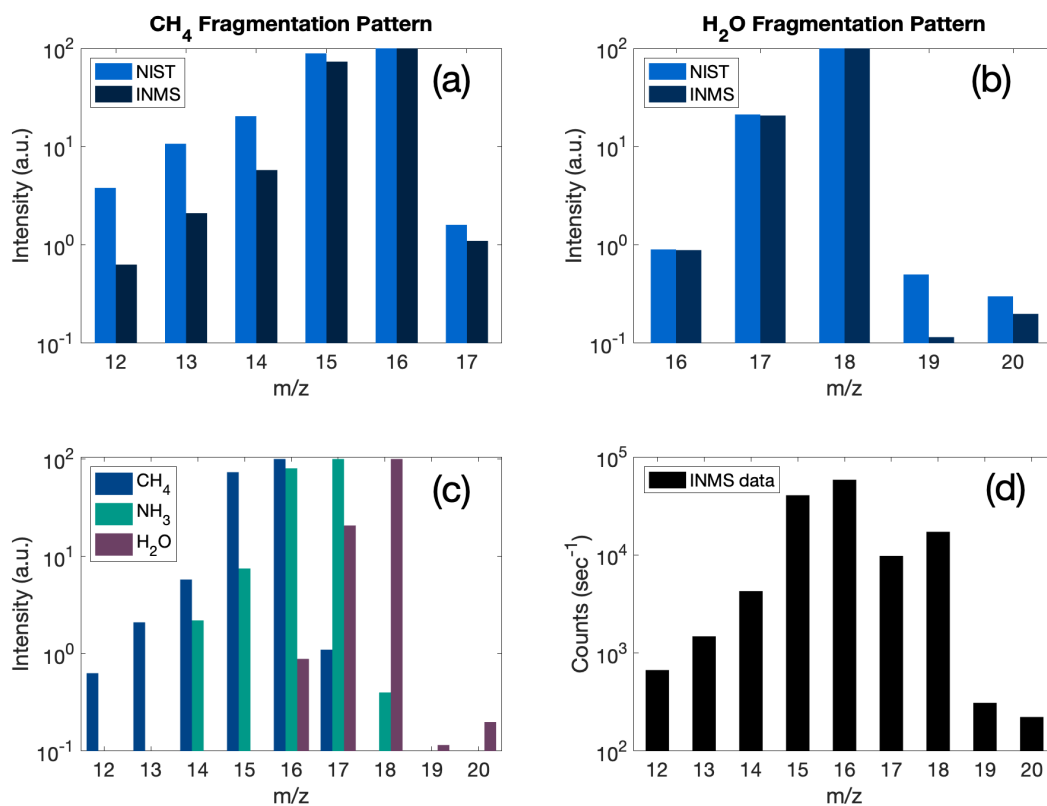 CH4 Fragmentation Pattern
10^2
10^1
10^0
10^-1
Intensity (a.u.)
NIST
INMS
(a)
12 13 14 15 16 17
m/z
H2O Fragmentation Pattern
10^2
10^1
10^0
10^-1
Intensity (a.u.)
NIST
INMS
(b)
16 17 18 19 20
m/z
10^2
10^1
10^0
10^-1
Intensity (a.u.)
CH4
NH3
H2O
(c)
12 13 14 15 16 17 18 19 20
m/z
10^5
10^4
10^3
10^2
Counts (sec^-1)
INMS data
(d)
12 13 14 15 16 17 18 19 20
m/z